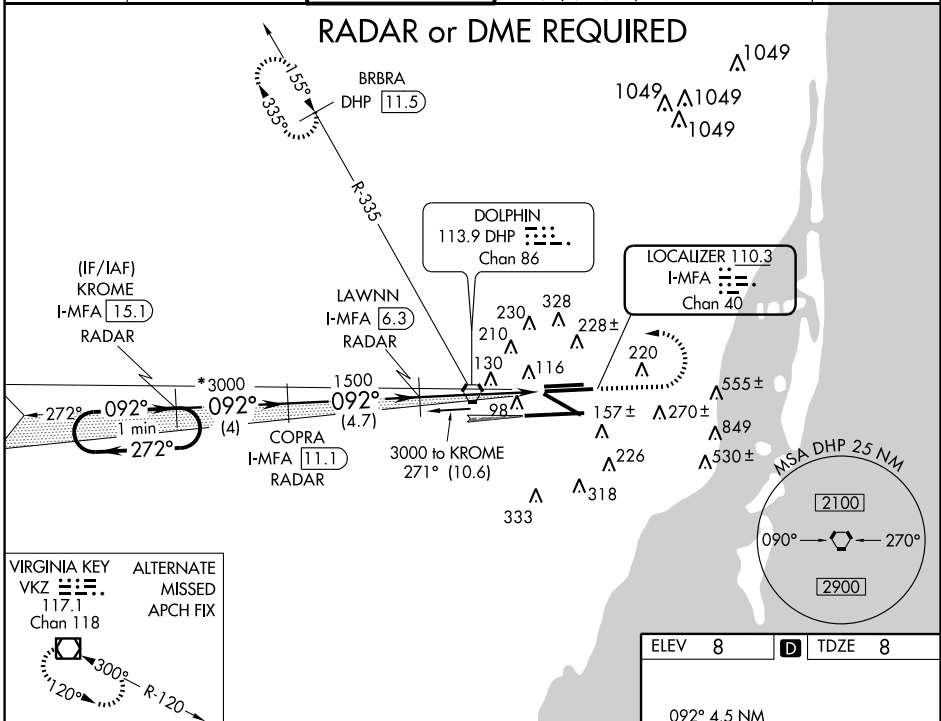 RADAR or DME REQUIRED
1049
1049
1049
1049
BRBRA
DHP 11.5
155°
335°
R-335
DOLPHIN
113.9 DHP
Chan 86
LOCALIZER 110.3
I-MFA
Chan 40
(IF/IAF)
KROME
I-MFA 15.1
RADAR
LAWNN
I-MFA 6.3
RADAR
230
328
210
228±
130
116
220
*3000
1500
272°
092°
092°
092°
1 min
(4)
(4.7)
272°
98
157±
270±
555±
849
530±
COPRA
I-MFA 11.1
RADAR
3000 to KROME
271° (10.6)
226
318
333
MSA DHP 25 NM
2100
090°
270°
2900
VIRGINIA KEY
VKZ
117.1
Chan 118
ALTERNATE
MISSED
APCH FIX
300°
120°
R-120
ELEV 8
D
TDZE 8
092° 4.5 NM